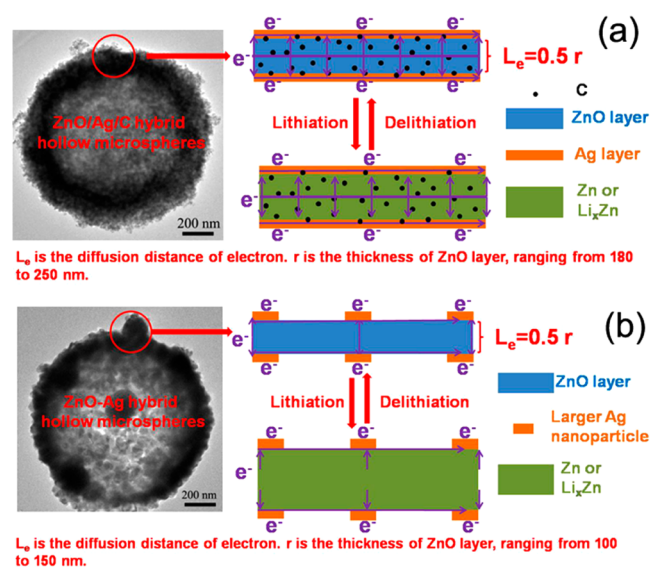 (a)
e- e- e-
e-
Le=0.5 r
e- e- e-
ZnO/Ag/C hybrid
hollow microspheres
200 nm
Lithiation
Delithiation
e- e- e-
e-
e- e- e-
C
ZnO layer
Ag layer
Zn or
LixZn
Le is the diffusion distance of electron. r is the thickness of ZnO layer, ranging from 180
to 250 nm.
(b)
e- e- e-
e-
Le=0.5 r
e- e- e-
ZnO-Ag hybrid
hollow microspheres
200 nm
Lithiation
Delithiation
e- e- e-
e-
e- e- e-
ZnO layer
Larger Ag
nanoparticle
Zn or
LixZn
Le is the diffusion distance of electron. r is the thickness of ZnO layer, ranging from 100
to 150 nm.